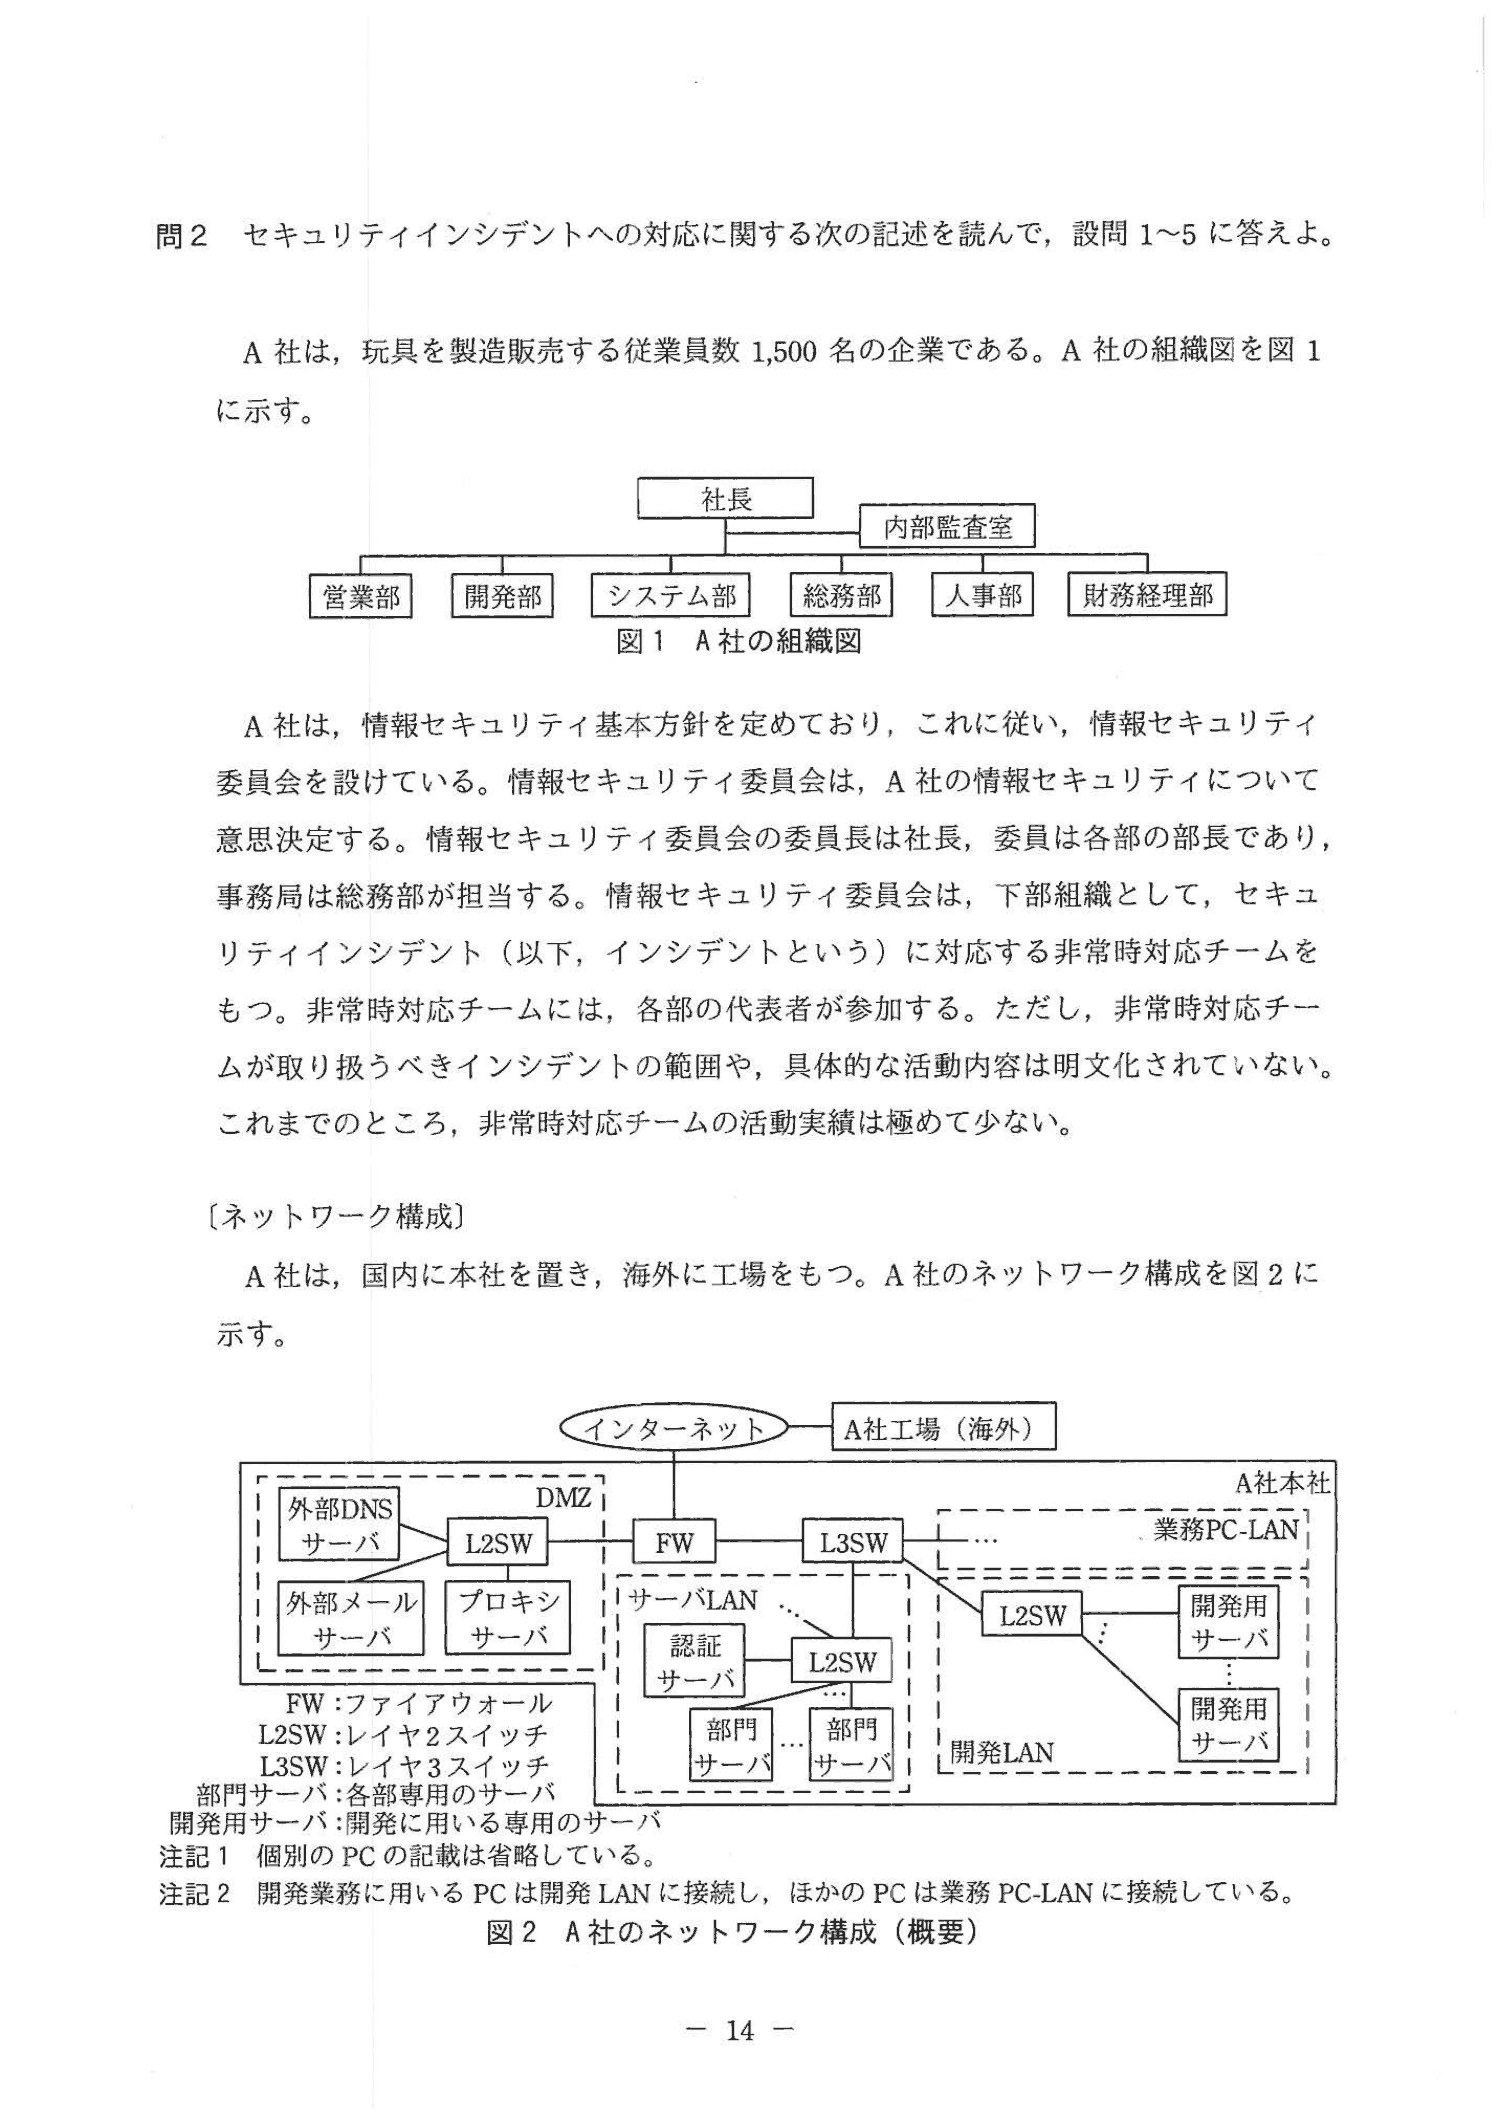 問2　セキュリティインシデントへの対応に関する次の記述を読んで，設問 1～5 に答えよ。
A 社は，玩具を製造販売する従業員数 1,500 名の企業である。A 社の組織図を図 1
に示す。
社長
内部監査室
営業部
開発部
システム部
総務部
人事部
財務経理部
図1　A社の組織図
A 社は，情報セキュリティ基本方針を定めており，これに従い，情報セキュリティ
委員会を設けている。情報セキュリティ委員会は，A 社の情報セキュリティについて
意思決定する。情報セキュリティ委員会の委員長は社長，委員は各部の部長であり，
事務局は総務部が担当する。情報セキュリティ委員会は，下部組織として，セキュ
リティインシデント（以下，インシデントという）に対応する非常時対応チームを
もつ。非常時対応チームには，各部の代表者が参加する。ただし，非常時対応チー
ムが取り扱うべきインシデントの範囲や，具体的な活動内容は明文化されていない。
これまでのところ，非常時対応チームの活動実績は極めて少ない。
〔ネットワーク構成〕
A 社は，国内に本社を置き，海外に工場をもつ。A 社のネットワーク構成を図 2 に
示す。
インターネット
A社工場（海外）
A社本社
DMZ
外部DNS
サーバ
L2SW
FW
L3SW
…
業務PC-LAN
外部メール
サーバ
プロキシ
サーバ
サーバLAN
…
認証
サーバ
L2SW
…
部門
サーバ
…
部門
サーバ
L2SW
…
開発用
サーバ
…
開発用
サーバ
開発LAN
FW：ファイアウォール
L2SW：レイヤ2スイッチ
L3SW：レイヤ3スイッチ
部門サーバ：各部専用のサーバ
開発用サーバ：開発に用いる専用のサーバ
注記1　個別の PC の記載は省略している。
注記2　開発業務に用いる PC は開発 LAN に接続し，ほかの PC は業務 PC-LAN に接続している。
図2　A社のネットワーク構成（概要）
－ 14 －